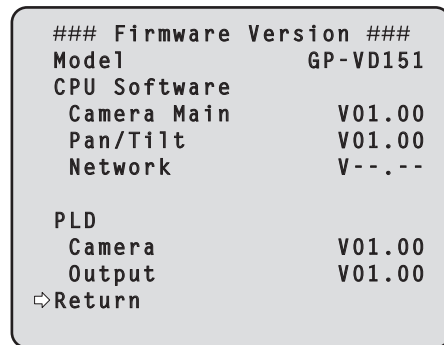 ### Firmware Version ###
Model GP-VD151
CPU Software
Camera Main V01.00
Pan/Tilt V01.00
Network V--.--
PLD
Camera V01.00
Output V01.00
⇨Return